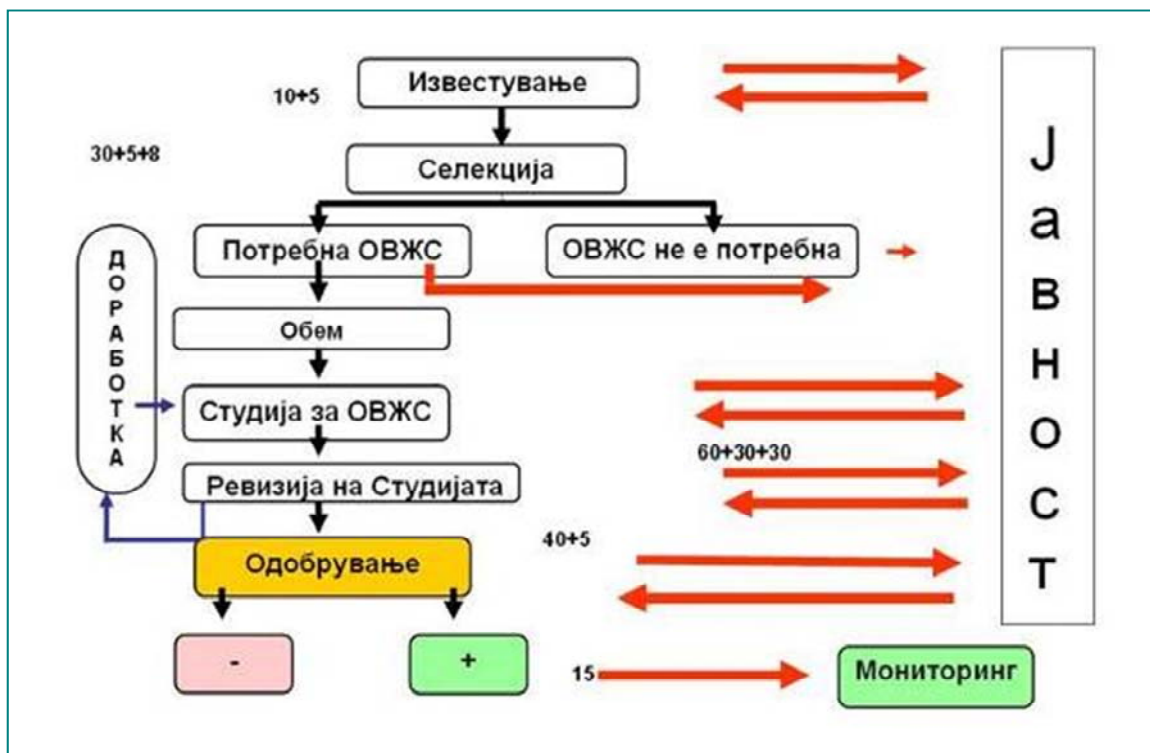 Известување
10+5
Селекција
30+5+8
Потребна ОВЖС
ОВЖС не е потребна
Обем
ДОРАБОТКА
Студија за ОВЖС
60+30+30
Ревизија на Студијата
40+5
Одобрување
-
+
15
Мониторинг
Јавност